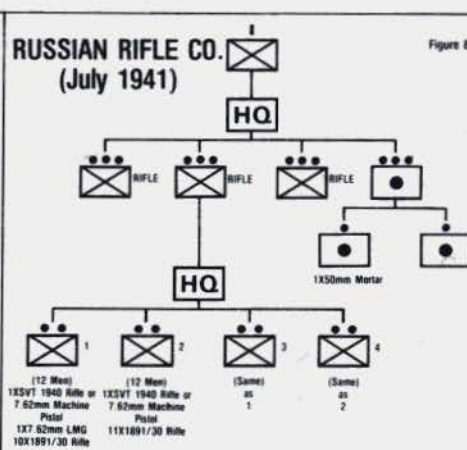 RUSSIAN RIFLE CO.
(July 1941)
Figure
HQ
RIFLE
RIFLE
RIFLE
1X50mm Mortar
HQ
1
2
3
4
(12 Men)
1XSVT 1940 Rifle or
7.62mm Machine
Pistol
1X7.62mm LMG
10X1891/30 Rifle
(12 Men)
1XSVT 1940 Rifle or
7.62mm Machine
Pistol
11X1891/30 Rifle
(Same)
as
1
(Same)
as
2